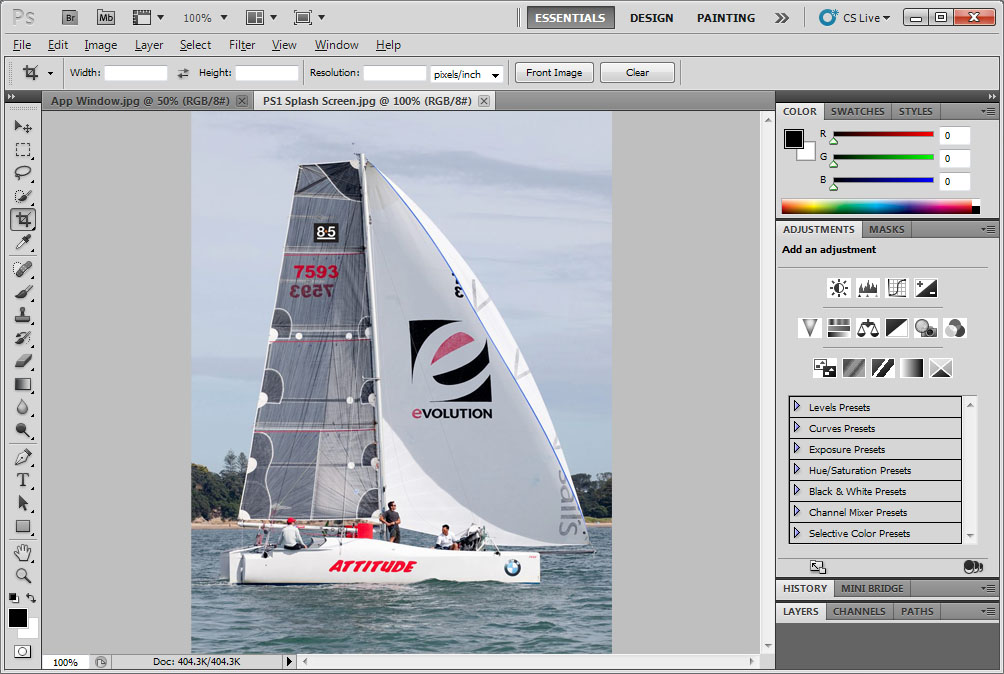 Ps Br Mb 100% ESSENTIALS DESIGN PAINTING CS Live
File Edit Image Layer Select Filter View Window Help
Width: Height: Resolution: pixels/inch Front Image Clear
App Window.jpg @ 50% (RGB/8#) PS1 Splash Screen.jpg @ 100% (RGB/8#)
COLOR SWATCHES STYLES
R 0
G 0
B 0
ADJUSTMENTS MASKS
Add an adjustment
8·5
7593
7593
eVOLUTION
sails
ATTITUDE
Levels Presets
Curves Presets
Exposure Presets
Hue/Saturation Presets
Black & White Presets
Channel Mixer Presets
Selective Color Presets
HISTORY MINI BRIDGE
LAYERS CHANNELS PATHS
100% Doc: 404.3K/404.3K